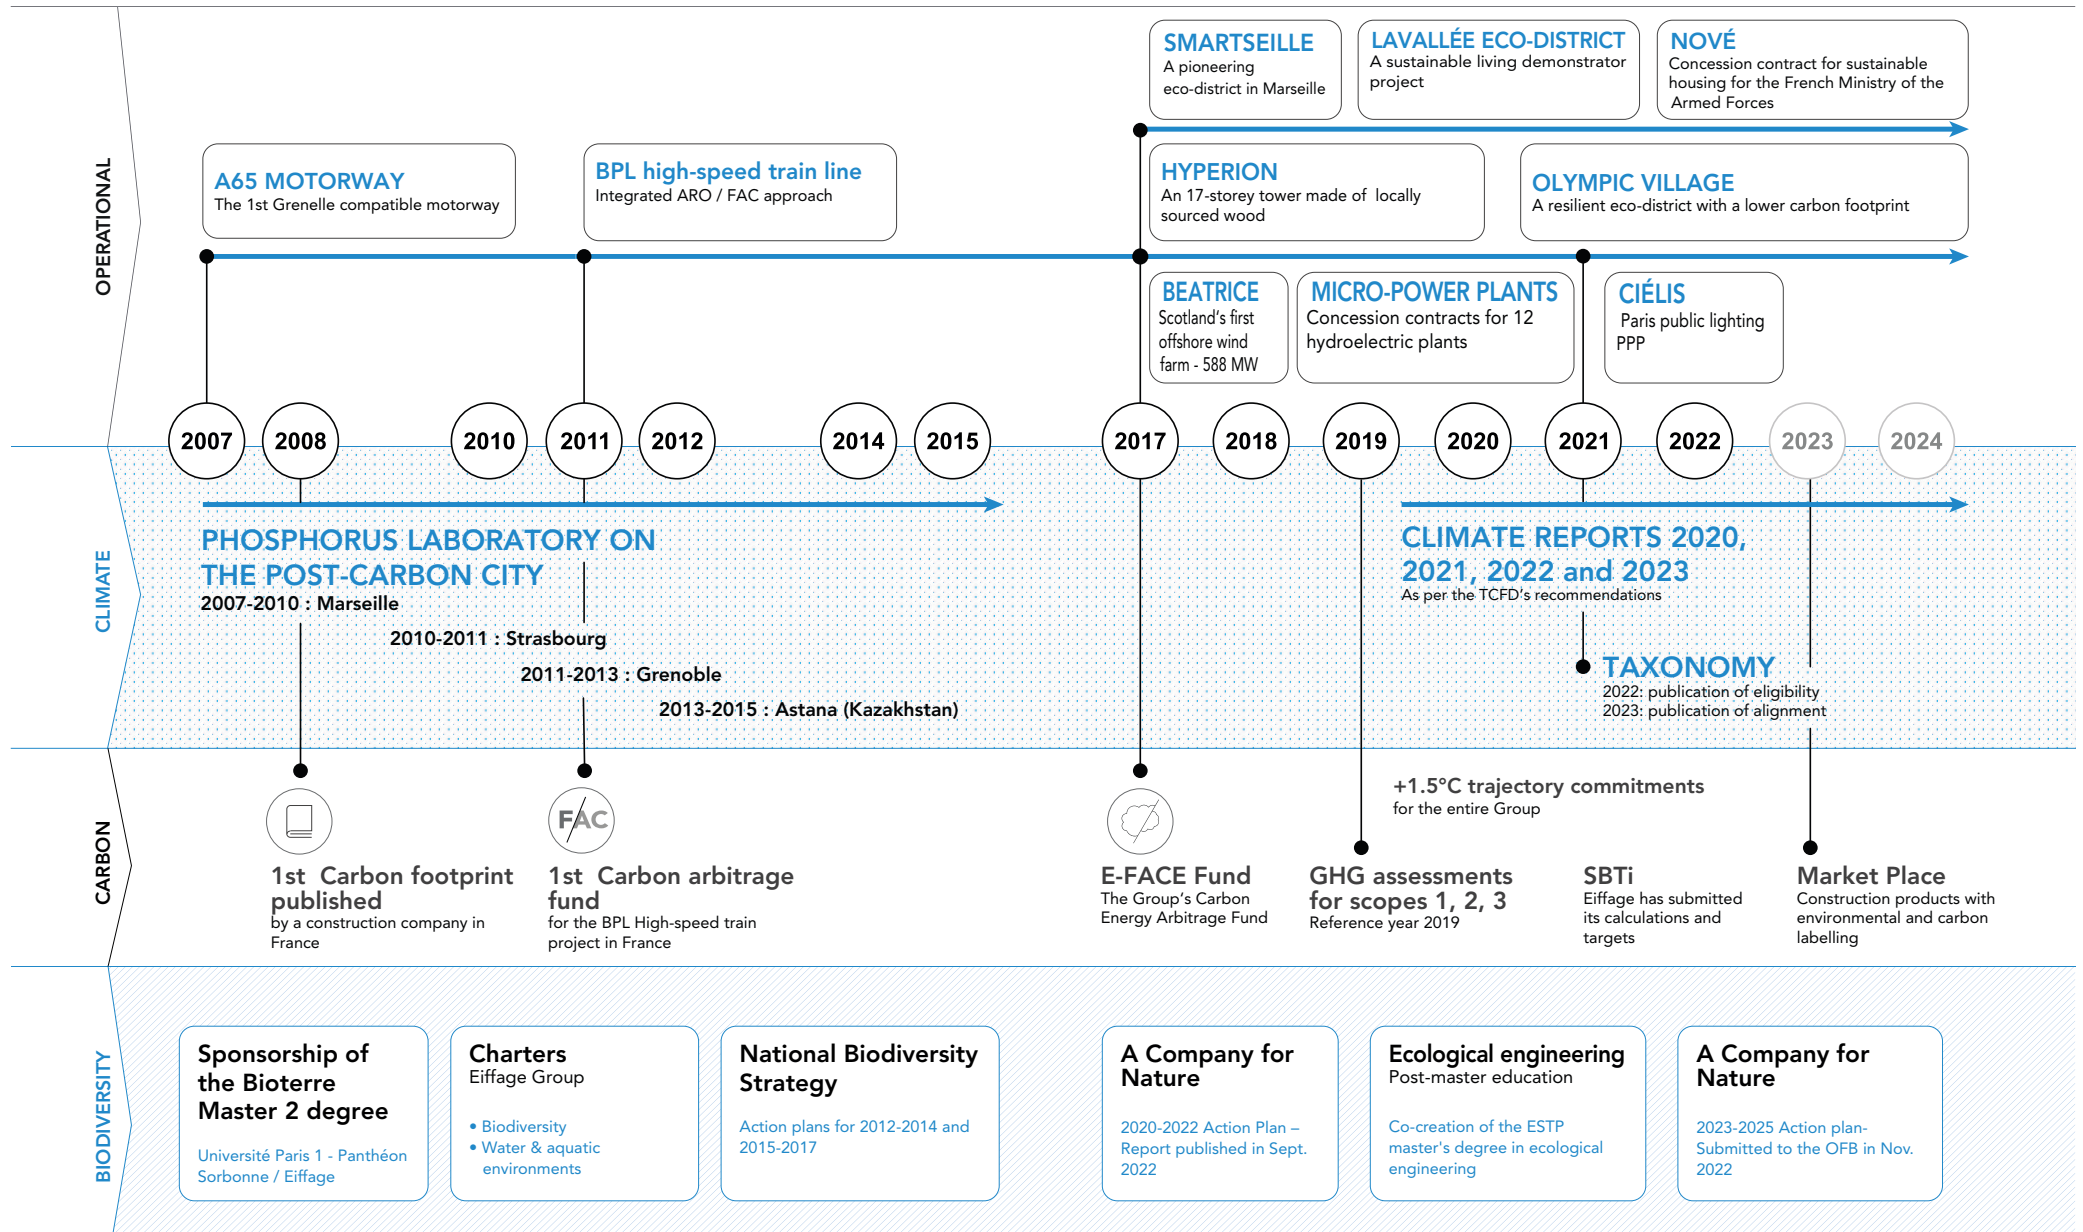 OPERATIONAL
SMARTSEILLE
A pioneering
eco-district in Marseille
LAVALLÉE ECO-DISTRICT
A sustainable living demonstrator
project
NOVÉ
Concession contract for sustainable
housing for the French Ministry of the
Armed Forces
A65 MOTORWAY
The 1st Grenelle compatible motorway
BPL high-speed train line
Integrated ARO / FAC approach
HYPERION
An 17-storey tower made of locally
sourced wood
OLYMPIC VILLAGE
A resilient eco-district with a lower carbon footprint
BEATRICE
Scotland's first
offshore wind
farm - 588 MW
MICRO-POWER PLANTS
Concession contracts for 12
hydroelectric plants
CIÉLIS
Paris public lighting
PPP
2007
2008
2010
2011
2012
2014
2015
2017
2018
2019
2020
2021
2022
2023
2024
CLIMATE
PHOSPHORUS LABORATORY ON
THE POST-CARBON CITY
2007-2010 : Marseille
2010-2011 : Strasbourg
2011-2013 : Grenoble
2013-2015 : Astana (Kazakhstan)
CLIMATE REPORTS 2020,
2021, 2022 and 2023
As per the TCFD's recommendations
TAXONOMY
2022: publication of eligibility
2023: publication of alignment
CARBON
FAC
1st Carbon footprint
published
by a construction company in
France
1st Carbon arbitrage
fund
for the BPL High-speed train
project in France
E-FACE Fund
The Group's Carbon
Energy Arbitrage Fund
+1.5°C trajectory commitments
for the entire Group
GHG assessments
for scopes 1, 2, 3
Reference year 2019
SBTi
Eiffage has submitted
its calculations and
targets
Market Place
Construction products with
environmental and carbon
labelling
BIODIVERSITY
Sponsorship of
the Bioterre
Master 2 degree
Université Paris 1 - Panthéon
Sorbonne / Eiffage
Charters
Eiffage Group
• Biodiversity
• Water & aquatic
environments
National Biodiversity
Strategy
Action plans for 2012-2014 and
2015-2017
A Company for
Nature
2020-2022 Action Plan –
Report published in Sept.
2022
Ecological engineering
Post-master education
Co-creation of the ESTP
master's degree in ecological
engineering
A Company for
Nature
2023-2025 Action plan-
Submitted to the OFB in Nov.
2022